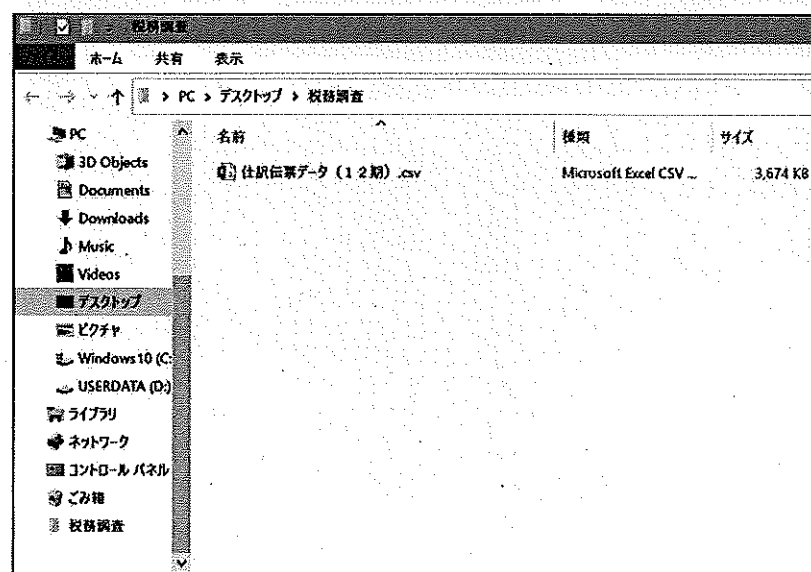 税務調査
ホーム 共有 表示
PC > デスクトップ > 税務調査
名前 種類 サイズ
仕訳伝票データ(12期).csv Microsoft Excel CSV ... 3,674 KB
PC
3D Objects
Documents
Downloads
Music
Videos
デスクトップ
ピクチャ
Windows10 (C:
USERDATA (D:)
ライブラリ
ネットワーク
コントロール パネル
ごみ箱
税務調査